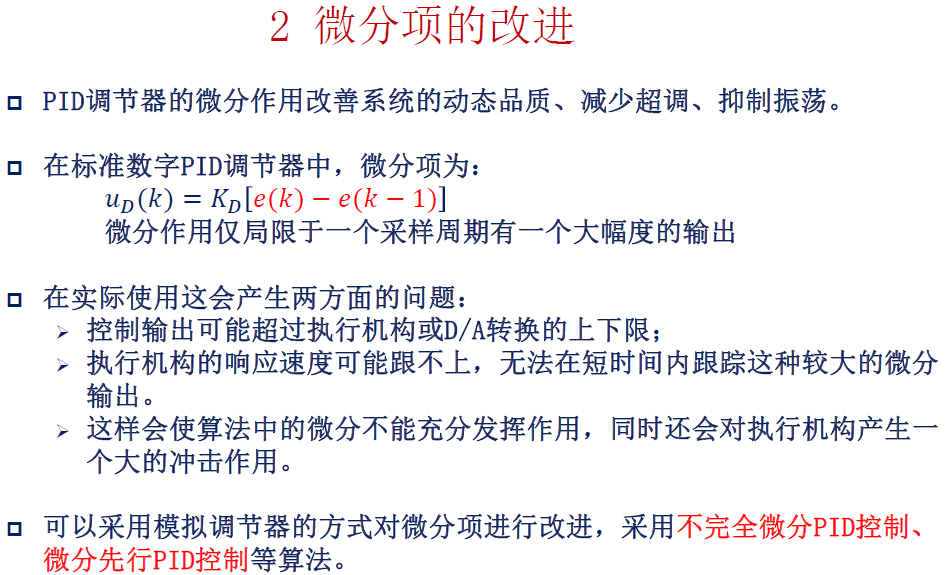 2 微分项的改进
PID调节器的微分作用改善系统的动态品质、减少超调、抑制振荡。
在标准数字PID调节器中，微分项为：
u_D(k) = K_D[e(k) − e(k − 1)]
微分作用仅局限于一个采样周期有一个大幅度的输出
在实际使用这会产生两方面的问题：
控制输出可能超过执行机构或D/A转换的上下限；
执行机构的响应速度可能跟不上，无法在短时间内跟踪这种较大的微分
输出。
这样会使算法中的微分不能充分发挥作用，同时还会对执行机构产生一
个大的冲击作用。
可以采用模拟调节器的方式对微分项进行改进，采用不完全微分PID控制、
微分先行PID控制等算法。